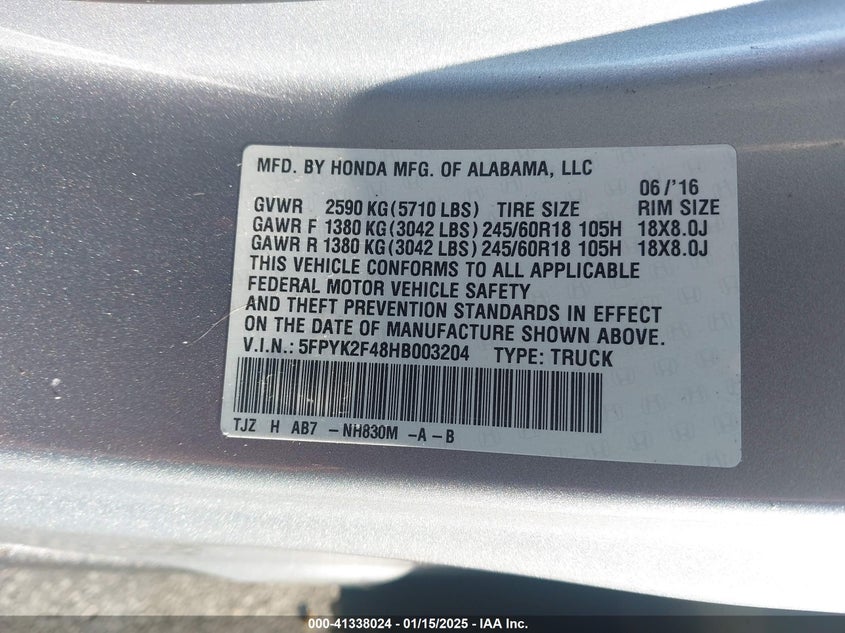 MFD. BY HONDA MFG. OF ALABAMA, LLC
06/'16
GVWR 2590 KG(5710 LBS) TIRE SIZE RIM SIZE
GAWR F 1380 KG(3042 LBS) 245/60R18 105H 18X8.0J
GAWR R 1380 KG(3042 LBS) 245/60R18 105H 18X8.0J
THIS VEHICLE CONFORMS TO ALL APPLICABLE
FEDERAL MOTOR VEHICLE SAFETY
AND THEFT PREVENTION STANDARDS IN EFFECT
ON THE DATE OF MANUFACTURE SHOWN ABOVE.
V.I.N.: 5FPYK2F48HB003204 TYPE: TRUCK
TJZ H AB7 -NH830M -A-B
000-41338024 - 01/15/2025 - IAA Inc.